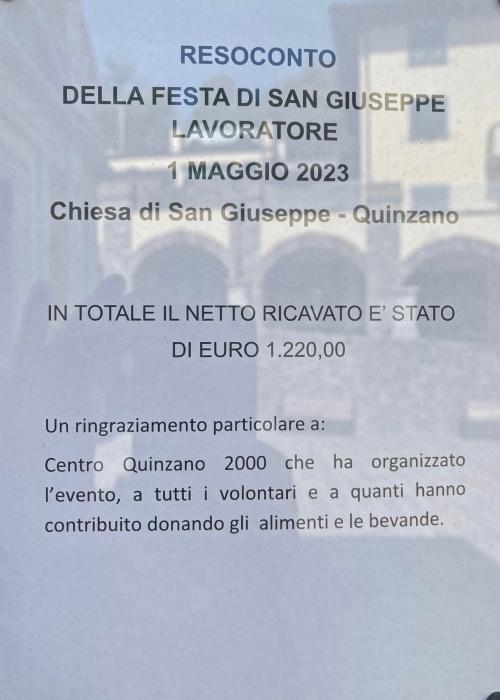 RESOCONTO
DELLA FESTA DI SAN GIUSEPPE
LAVORATORE
1 MAGGIO 2023
Chiesa di San Giuseppe - Quinzano
IN TOTALE IL NETTO RICAVATO E’ STATO
DI EURO 1.220,00
Un ringraziamento particolare a:
Centro Quinzano 2000 che ha organizzato
l’evento, a tutti i volontari e a quanti hanno
contribuito donando gli alimenti e le bevande.